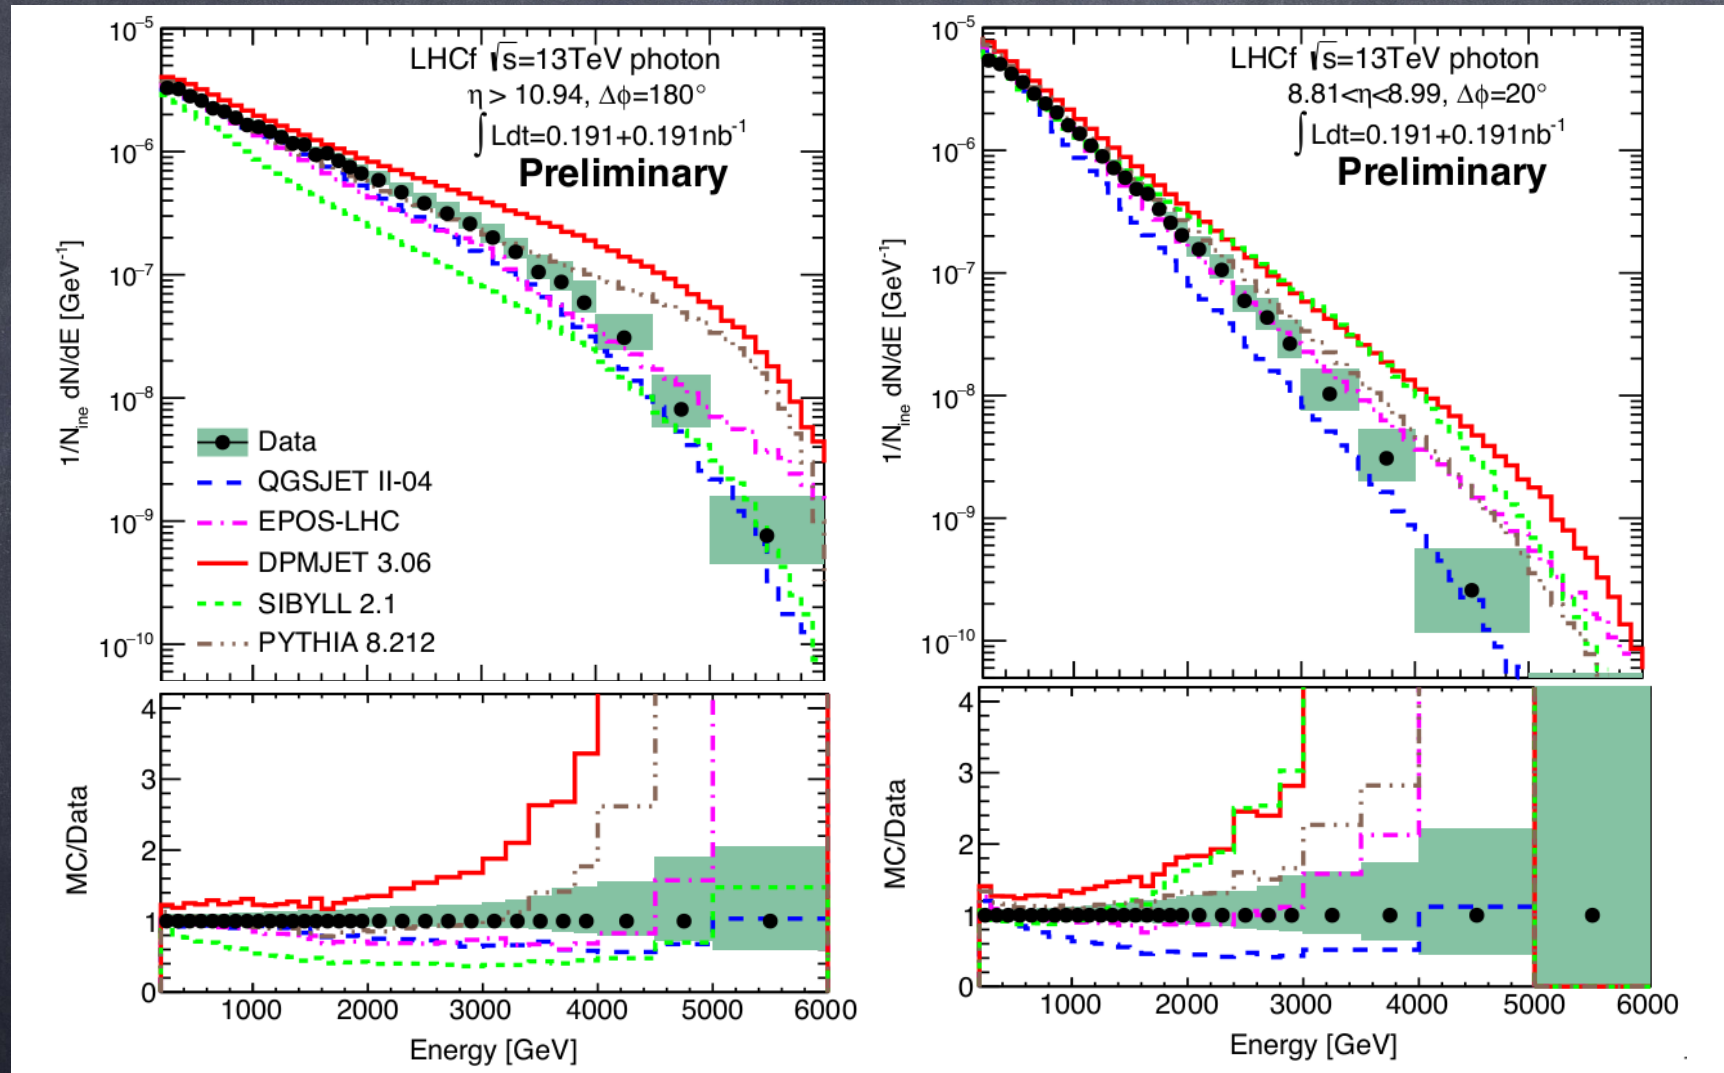 LHCf √s=13TeV photon
η > 10.94, Δϕ=180°
∫Ldt=0.191+0.191nb⁻¹
Preliminary
1/N_ine dN/dE [GeV⁻¹]
10⁻⁵
10⁻⁶
10⁻⁷
10⁻⁸
10⁻⁹
10⁻¹⁰
Data
QGSJET II-04
EPOS-LHC
DPMJET 3.06
SIBYLL 2.1
PYTHIA 8.212
MC/Data
4
3
2
1
0
1000 2000 3000 4000 5000 6000
Energy [GeV]
LHCf √s=13TeV photon
8.81<η<8.99, Δϕ=20°
∫Ldt=0.191+0.191nb⁻¹
Preliminary
1/N_ine dN/dE [GeV⁻¹]
10⁻⁵
10⁻⁶
10⁻⁷
10⁻⁸
10⁻⁹
10⁻¹⁰
MC/Data
4
3
2
1
0
1000 2000 3000 4000 5000 6000
Energy [GeV]